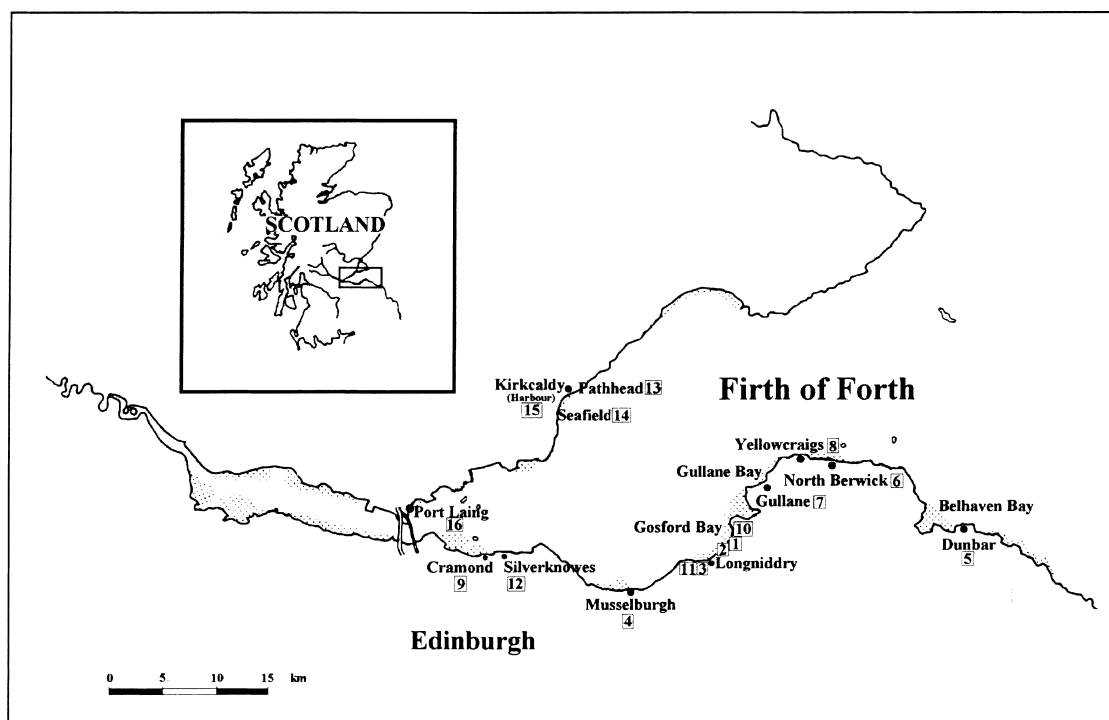 SCOTLAND
Kirkcaldy
(Harbour)
15
Pathhead 13
Seafield 14
Firth of Forth
Yellowcraigs 8
Gullane Bay
North Berwick 6
Gullane 7
Belhaven Bay
Port Laing
16
Gosford Bay 10
1
2
Dunbar
5
Cramond
9
Silverknowes
12
11 3 Longniddry
Musselburgh
4
Edinburgh
0 5 10 15 km